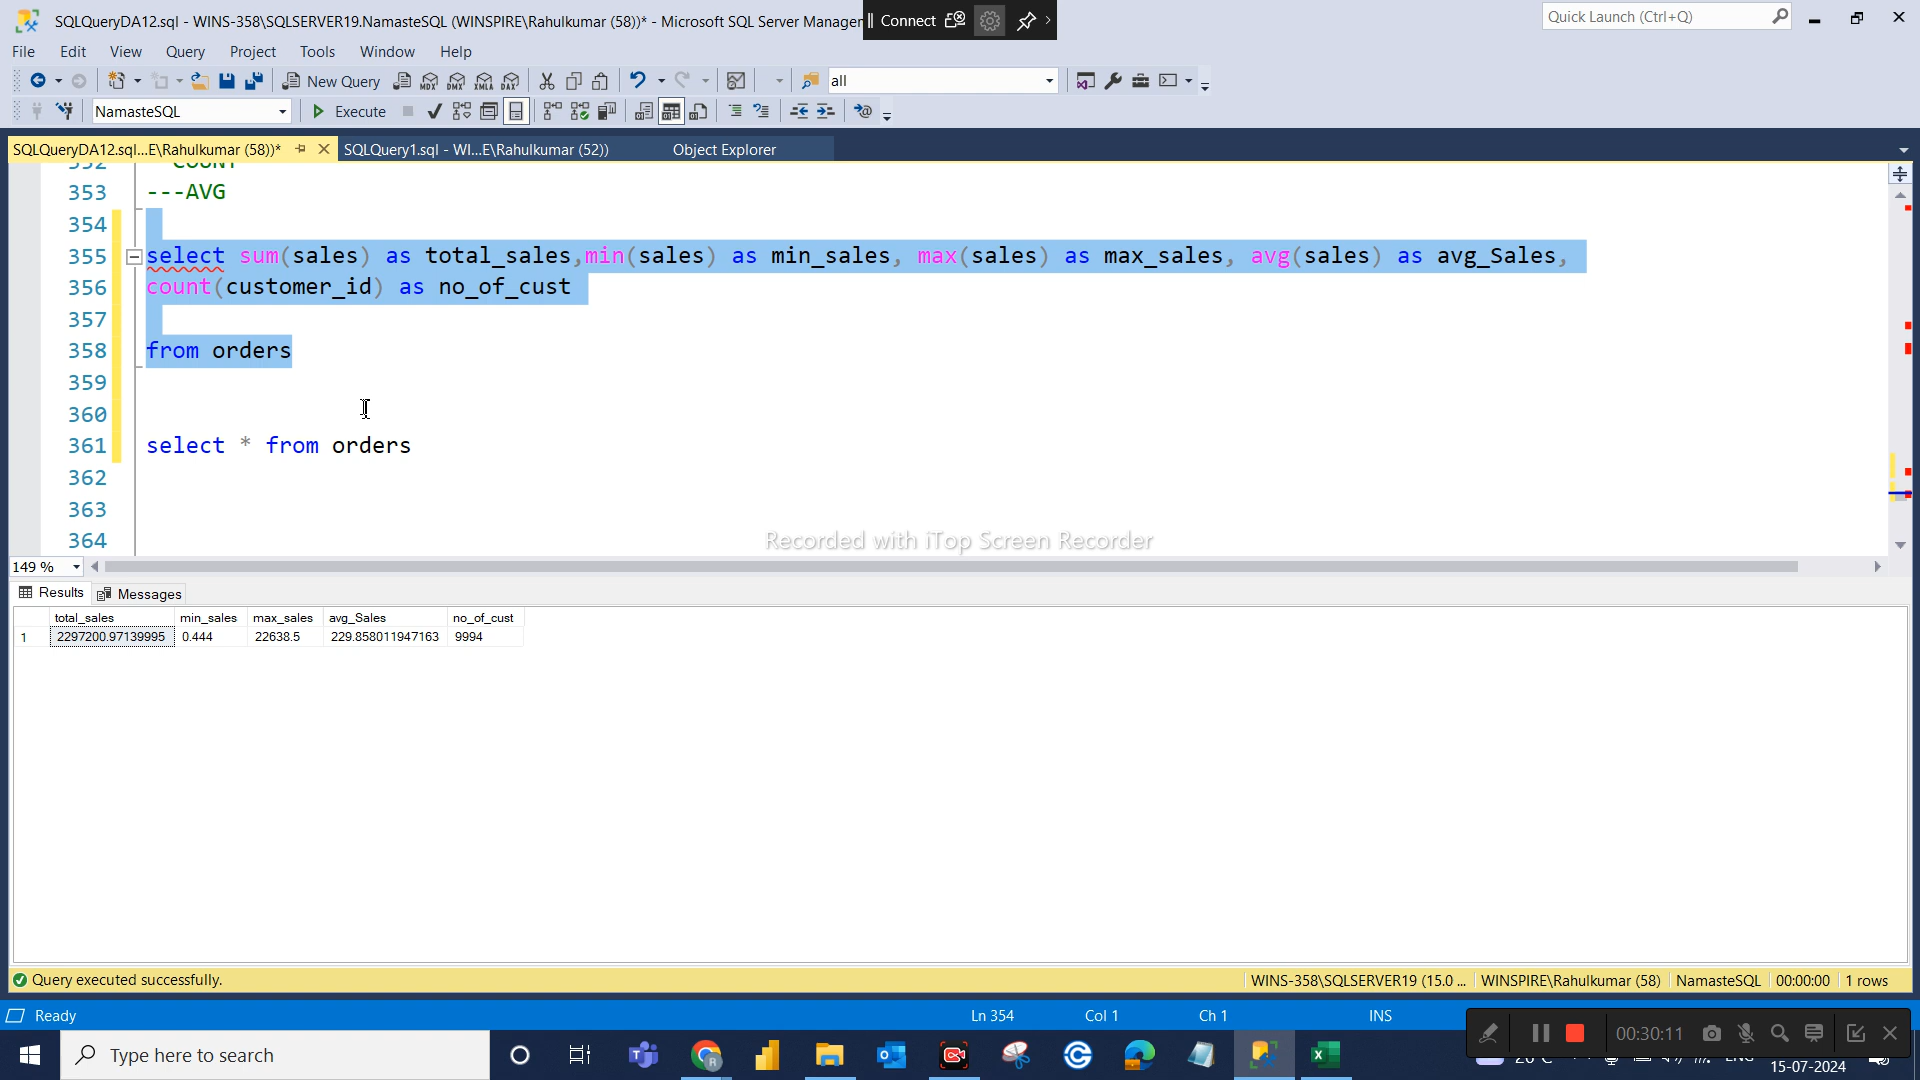 SQLQueryDA12.sql - WINS-358\SQLSERVER19.NamasteSQL (WINSPIRE\Rahulkumar (58))* - Microsoft SQL Server Manager
Connect
Quick Launch (Ctrl+Q)
File Edit View Query Project Tools Window Help
New Query
MDX DMX XMLA DAX
all
NamasteSQL
Execute
SQLQueryDA12.sql...E\Rahulkumar (58))*
SQLQuery1.sql - WI...E\Rahulkumar (52))
Object Explorer
352 COUNT
353 ---AVG
354
355 select sum(sales) as total_sales,min(sales) as min_sales, max(sales) as max_sales, avg(sales) as avg_Sales,
356 count(customer_id) as no_of_cust
357
358 from orders
359
360
361 select * from orders
362
363
364
Recorded with iTop Screen Recorder
149 %
Results Messages
total_sales min_sales max_sales avg_Sales no_of_cust
1 2297200.97139995 0.444 22638.5 229.858011947163 9994
Query executed successfully.
WINS-358\SQLSERVER19 (15.0 ... WINSPIRE\Rahulkumar (58) NamasteSQL 00:00:00 1 rows
Ready
Ln 354 Col 1 Ch 1 INS
00:30:11
Type here to search
15-07-2024